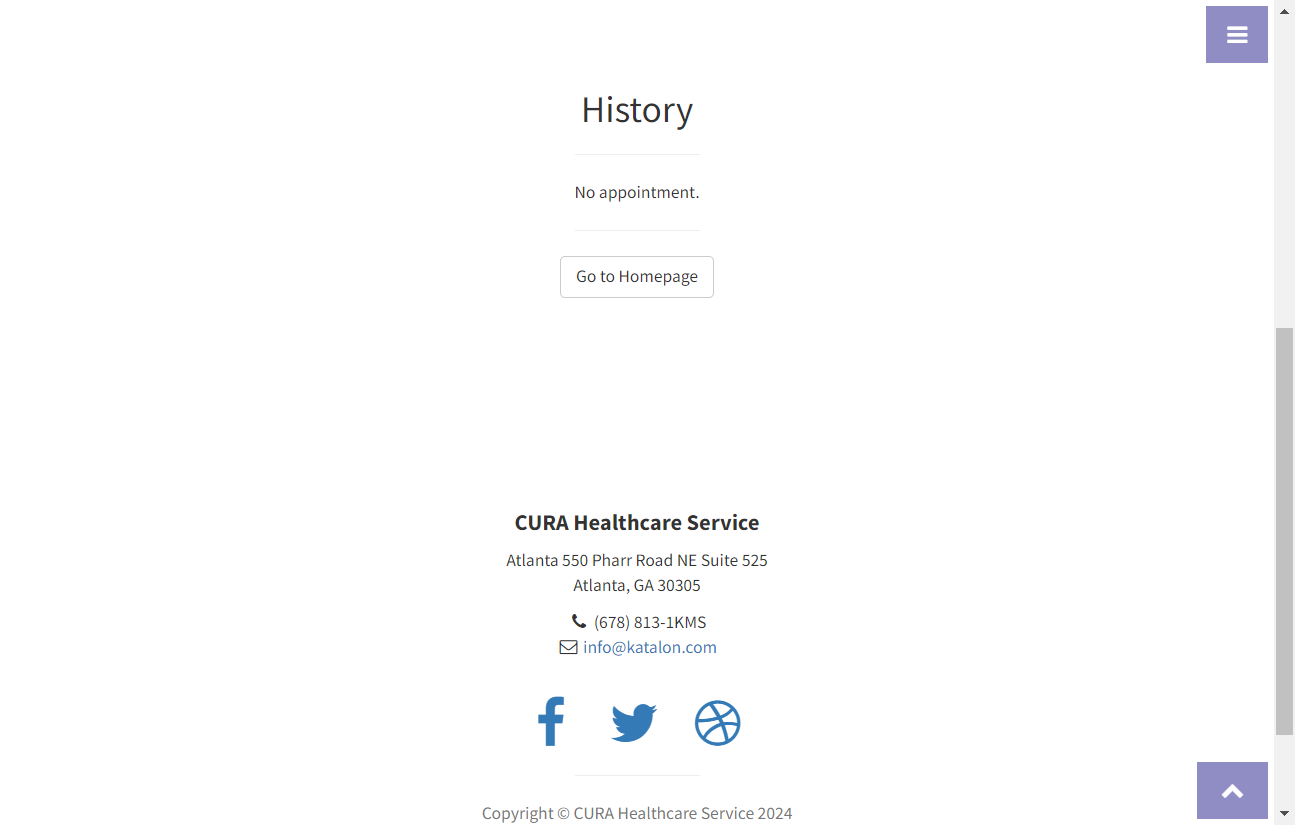 History
No appointment.
Go to Homepage
CURA Healthcare Service
Atlanta 550 Pharr Road NE Suite 525
Atlanta, GA 30305
(678) 813-1KMS
info@katalon.com
Copyright © CURA Healthcare Service 2024